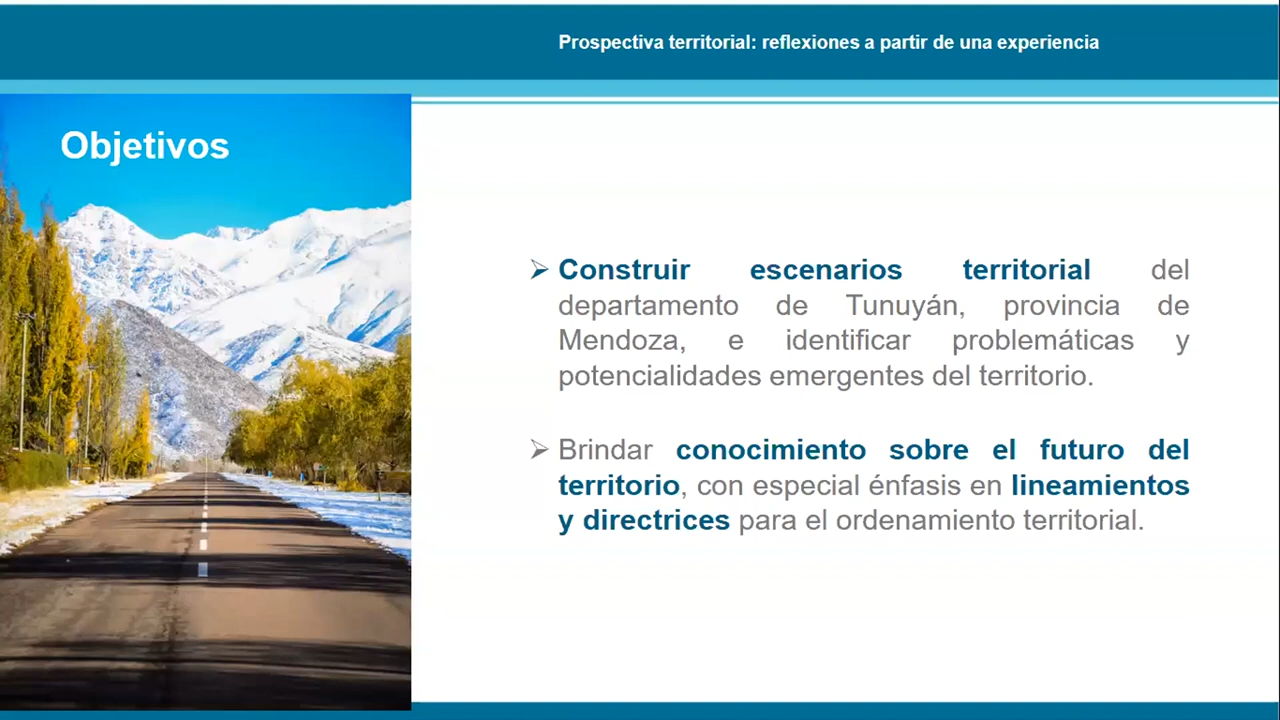 Prospectiva territorial: reflexiones a partir de una experiencia
Objetivos
Construir escenarios territorial del
departamento de Tunuyán, provincia de
Mendoza, e identificar problemáticas y
potencialidades emergentes del territorio.
Brindar conocimiento sobre el futuro del
territorio, con especial énfasis en lineamientos
y directrices para el ordenamiento territorial.